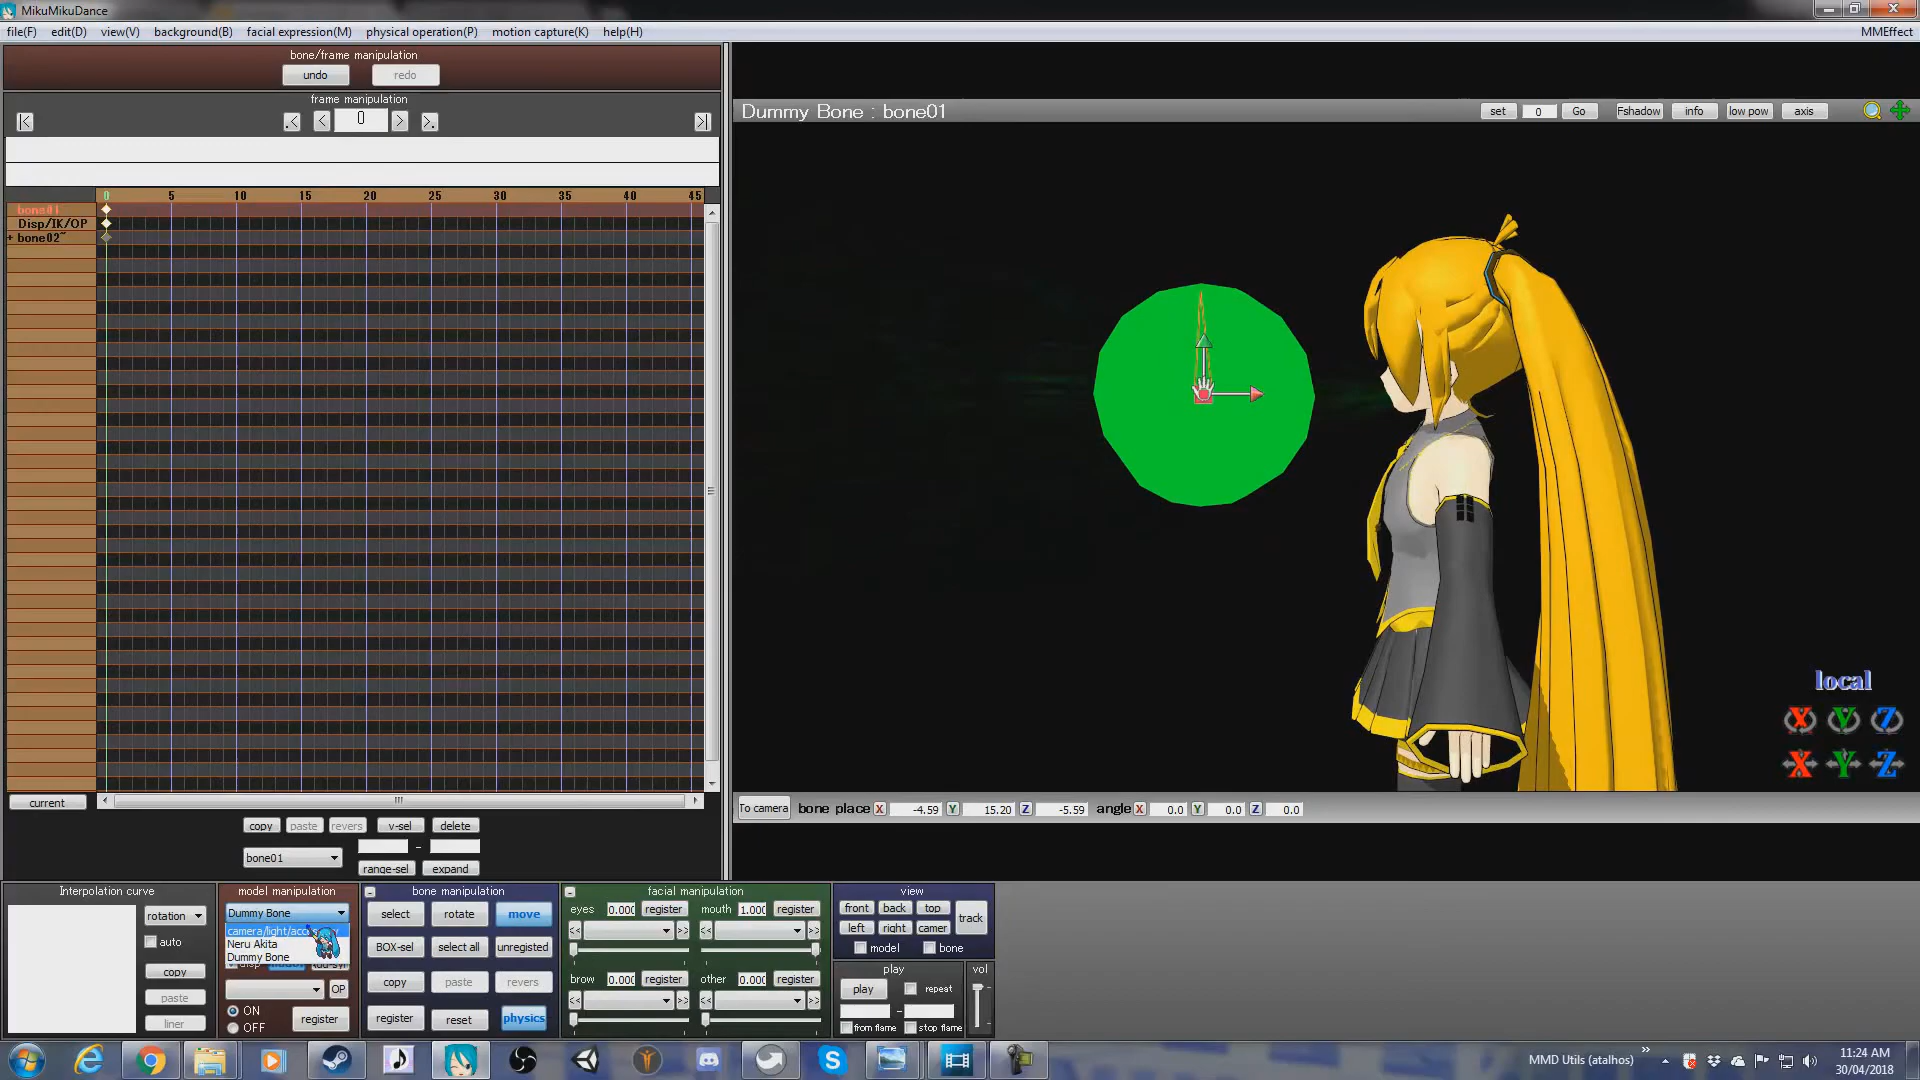 MikuMikuDance
file(F) edit(D) view(V) background(B) facial expression(M) physical operation(P) motion capture(K) help(H) MMEffect
bone/frame manipulation
undo redo
frame manipulation
|< .< < 0 > >. >|
Dummy Bone : bone01 set 0 Go Fshadow info low pow axis
0 5 10 15 20 25 30 35 40 45
bone01
Disp/IK/OP
+ bone02~
local
X Y Z
X Y Z
current
To camera bone place X -4.59 Y 15.20 Z -5.59 angle X 0.0 Y 0.0 Z 0.0
copy paste revers v-sel delete
-
bone01 range-sel expand
Interpolation curve
rotation
auto
copy
paste
liner
model manipulation
Dummy Bone
Neru Akita
Dummy Bone
OP
ON
OFF
register
- bone manipulation
select rotate move
BOX-sel select all unregisted
copy paste revers
register reset physics
- facial manipulation
eyes 0.000 register mouth 1.000 register
<< >> << >>
brow 0.000 register other 0.000 register
<< >> << >>
view
front back top track
left right camer
model bone
play
play repeat
-
from flame stop flame
vol
MMD Utils (atalhos) »
11:24 AM
30/04/2018